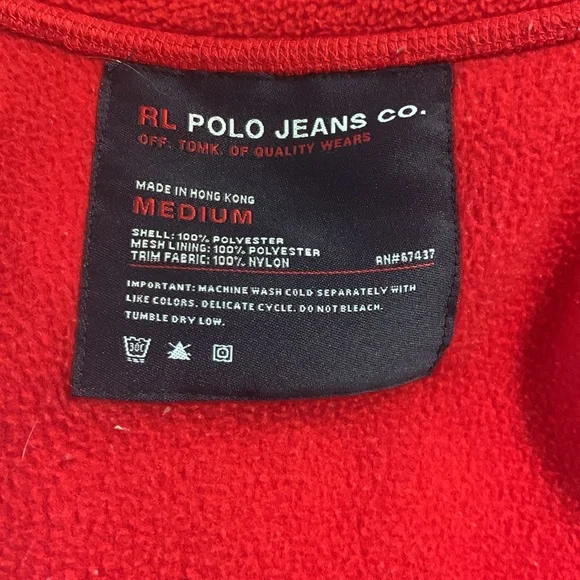 RL POLO JEANS CO.
OFF. TDMK. OF QUALITY WEARS
MADE IN HONG KONG
MEDIUM
SHELL: 100% POLYESTER
MESH LINING: 100% POLYESTER
TRIM FABRIC: 100% NYLON RN#67437
IMPORTANT: MACHINE WASH COLD SEPARATELY WITH
LIKE COLORS. DELICATE CYCLE. DO NOT BLEACH.
TUMBLE DRY LOW.
30C